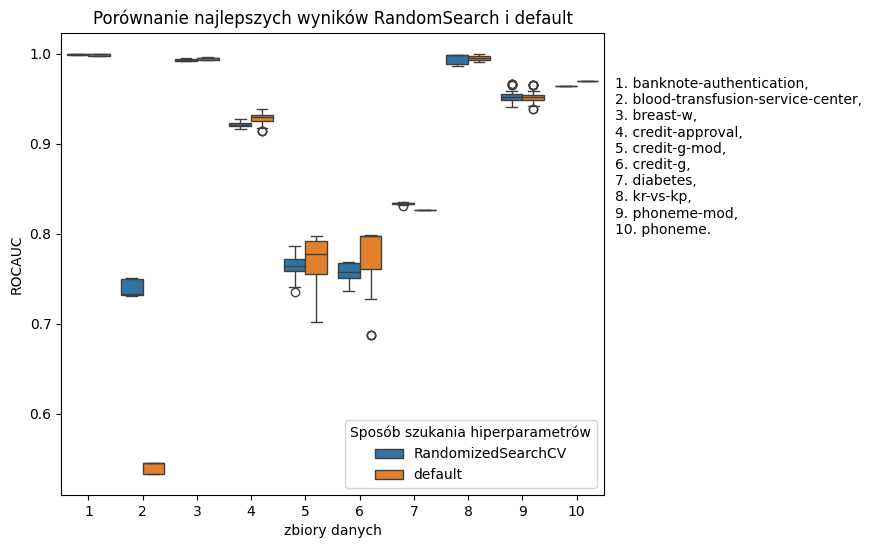 Porównanie najlepszych wyników RandomSearch i default
ROCAUC
1.0
0.9
0.8
0.7
0.6
1 2 3 4 5 6 7 8 9 10
zbiory danych
Sposób szukania hiperparametrów
RandomizedSearchCV
default
1. banknote-authentication,
2. blood-transfusion-service-center,
3. breast-w,
4. credit-approval,
5. credit-g-mod,
6. credit-g,
7. diabetes,
8. kr-vs-kp,
9. phoneme-mod,
10. phoneme.